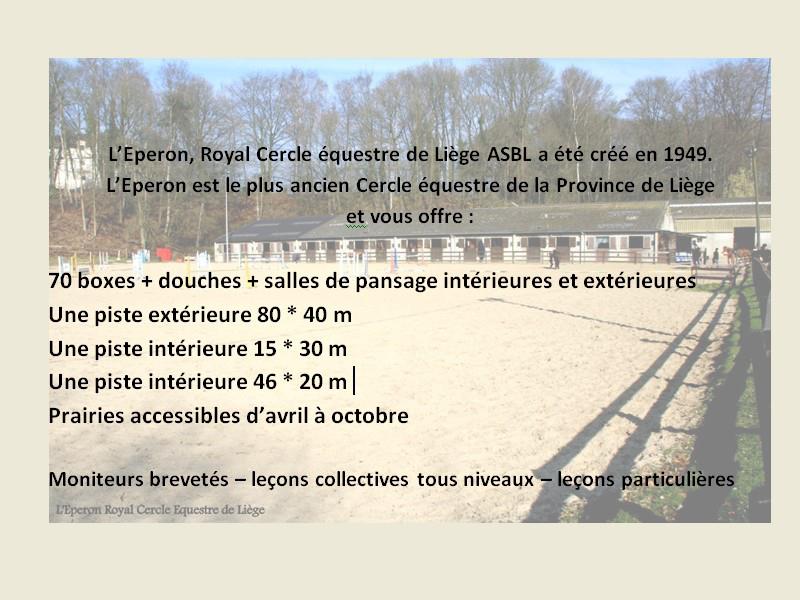 L’Eperon, Royal Cercle équestre de Liège ASBL a été créé en 1949.
L’Eperon est le plus ancien Cercle équestre de la Province de Liège
et vous offre :
70 boxes + douches + salles de pansage intérieures et extérieures
Une piste extérieure 80 * 40 m
Une piste intérieure 15 * 30 m
Une piste intérieure 46 * 20 m
Prairies accessibles d’avril à octobre
Moniteurs brevetés – leçons collectives tous niveaux – leçons particulières
L'Eperon Royal Cercle Equestre de Liège